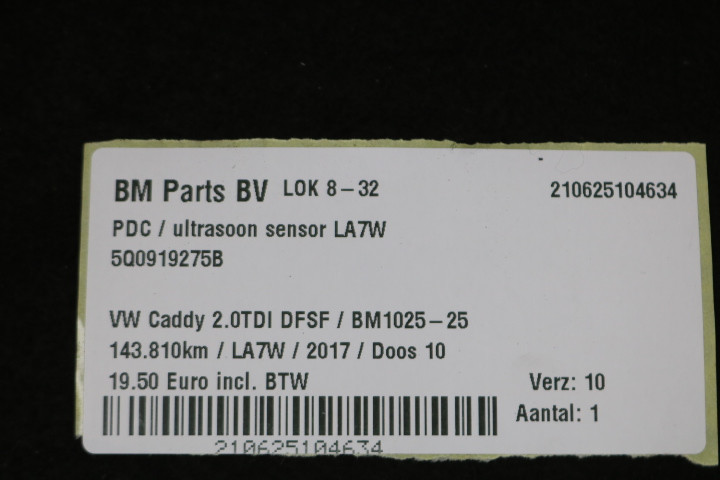 BM Parts BV LOK 8-32 210625104634
PDC / ultrasoon sensor LA7W
5Q0919275B
VW Caddy 2.0TDI DFSF / BM1025-25
143.810km / LA7W / 2017 / Doos 10
19.50 Euro incl. BTW Verz: 10
Aantal: 1
210625104634